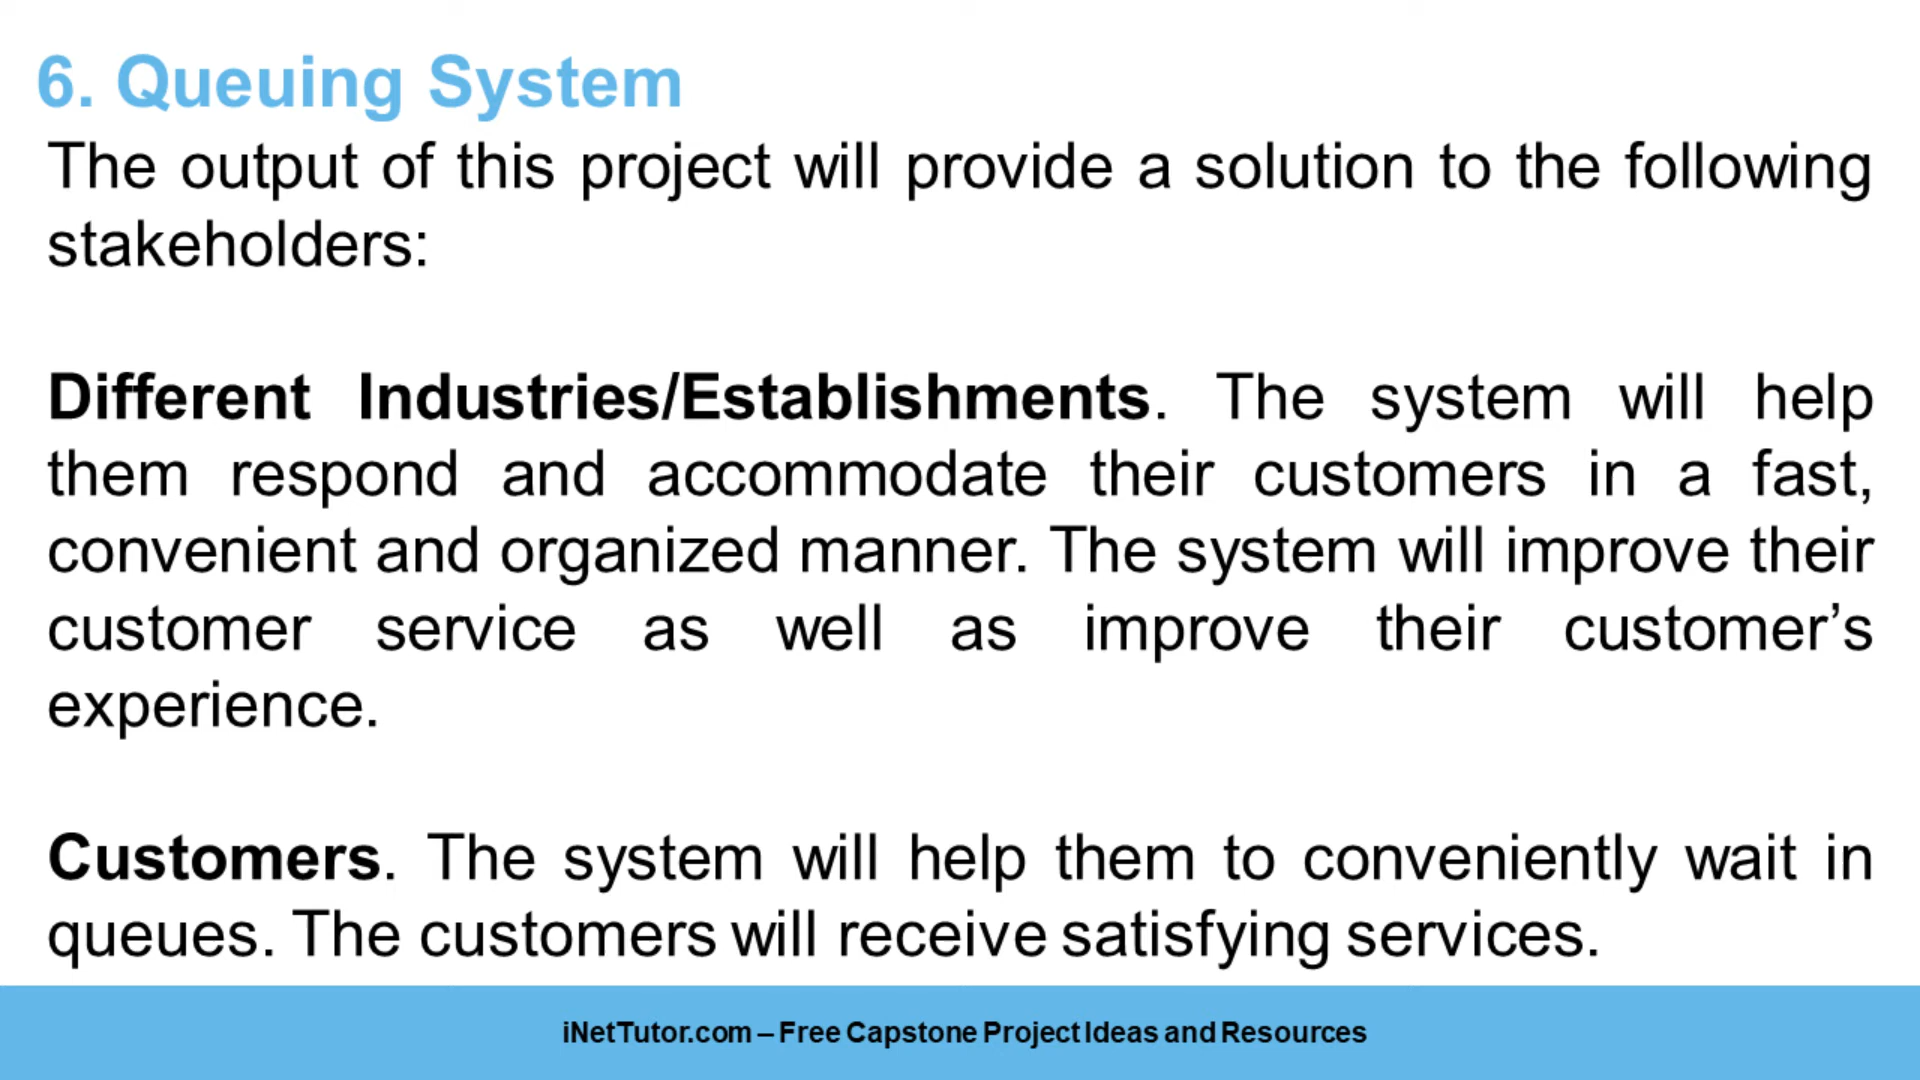 6. Queuing System
The output of this project will provide a solution to the following
stakeholders:
Different Industries/Establishments. The system will help
them respond and accommodate their customers in a fast,
convenient and organized manner. The system will improve their
customer service as well as improve their customer’s
experience.
Customers. The system will help them to conveniently wait in
queues. The customers will receive satisfying services.
iNetTutor.com – Free Capstone Project Ideas and Resources